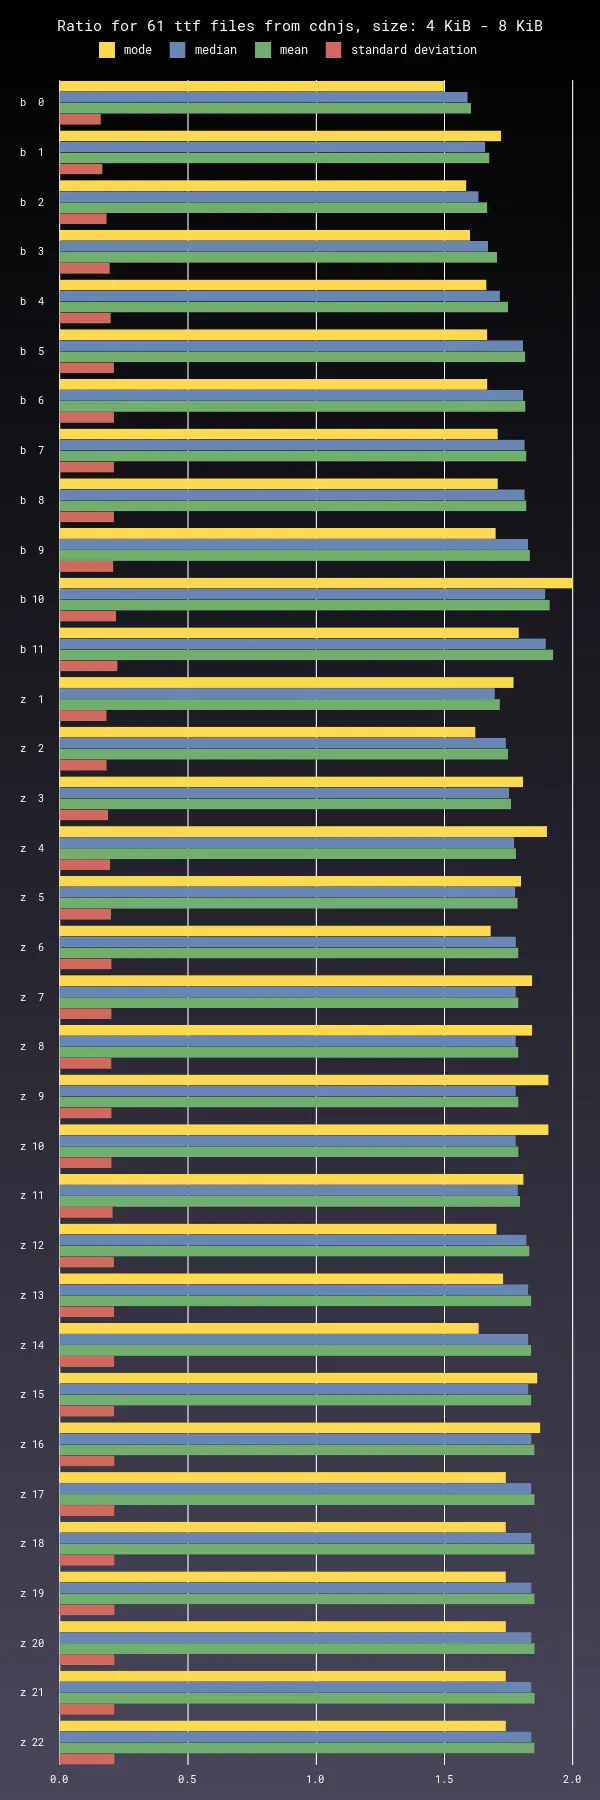 Ratio for 61 ttf files from cdnjs, size: 4 KiB - 8 KiB
mode median mean standard deviation
b 0
b 1
b 2
b 3
b 4
b 5
b 6
b 7
b 8
b 9
b 10
b 11
z 1
z 2
z 3
z 4
z 5
z 6
z 7
z 8
z 9
z 10
z 11
z 12
z 13
z 14
z 15
z 16
z 17
z 18
z 19
z 20
z 21
z 22
0.0 0.5 1.0 1.5 2.0